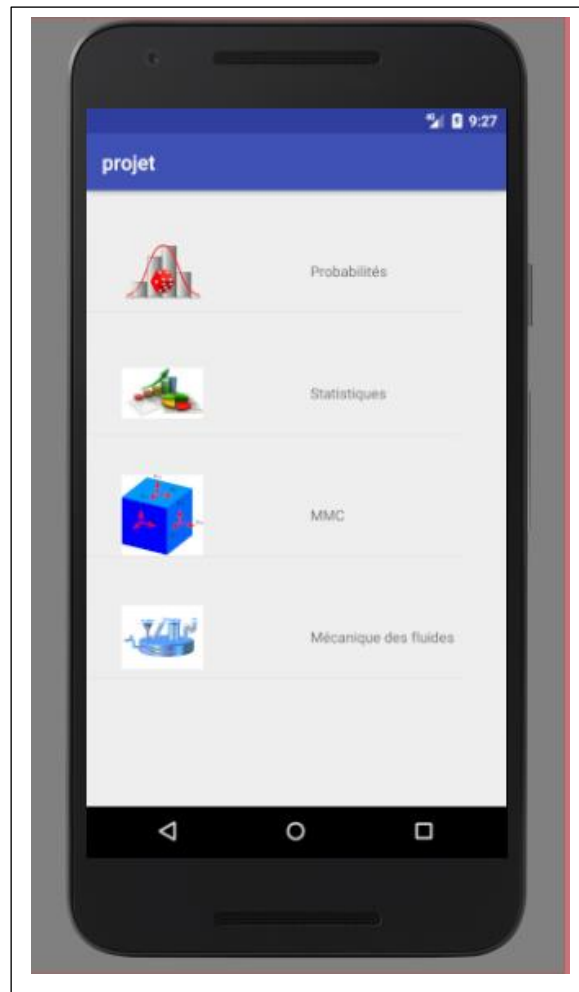 9:27
projet
Probabilités
Statistiques
MMC
Mécanique des fluides